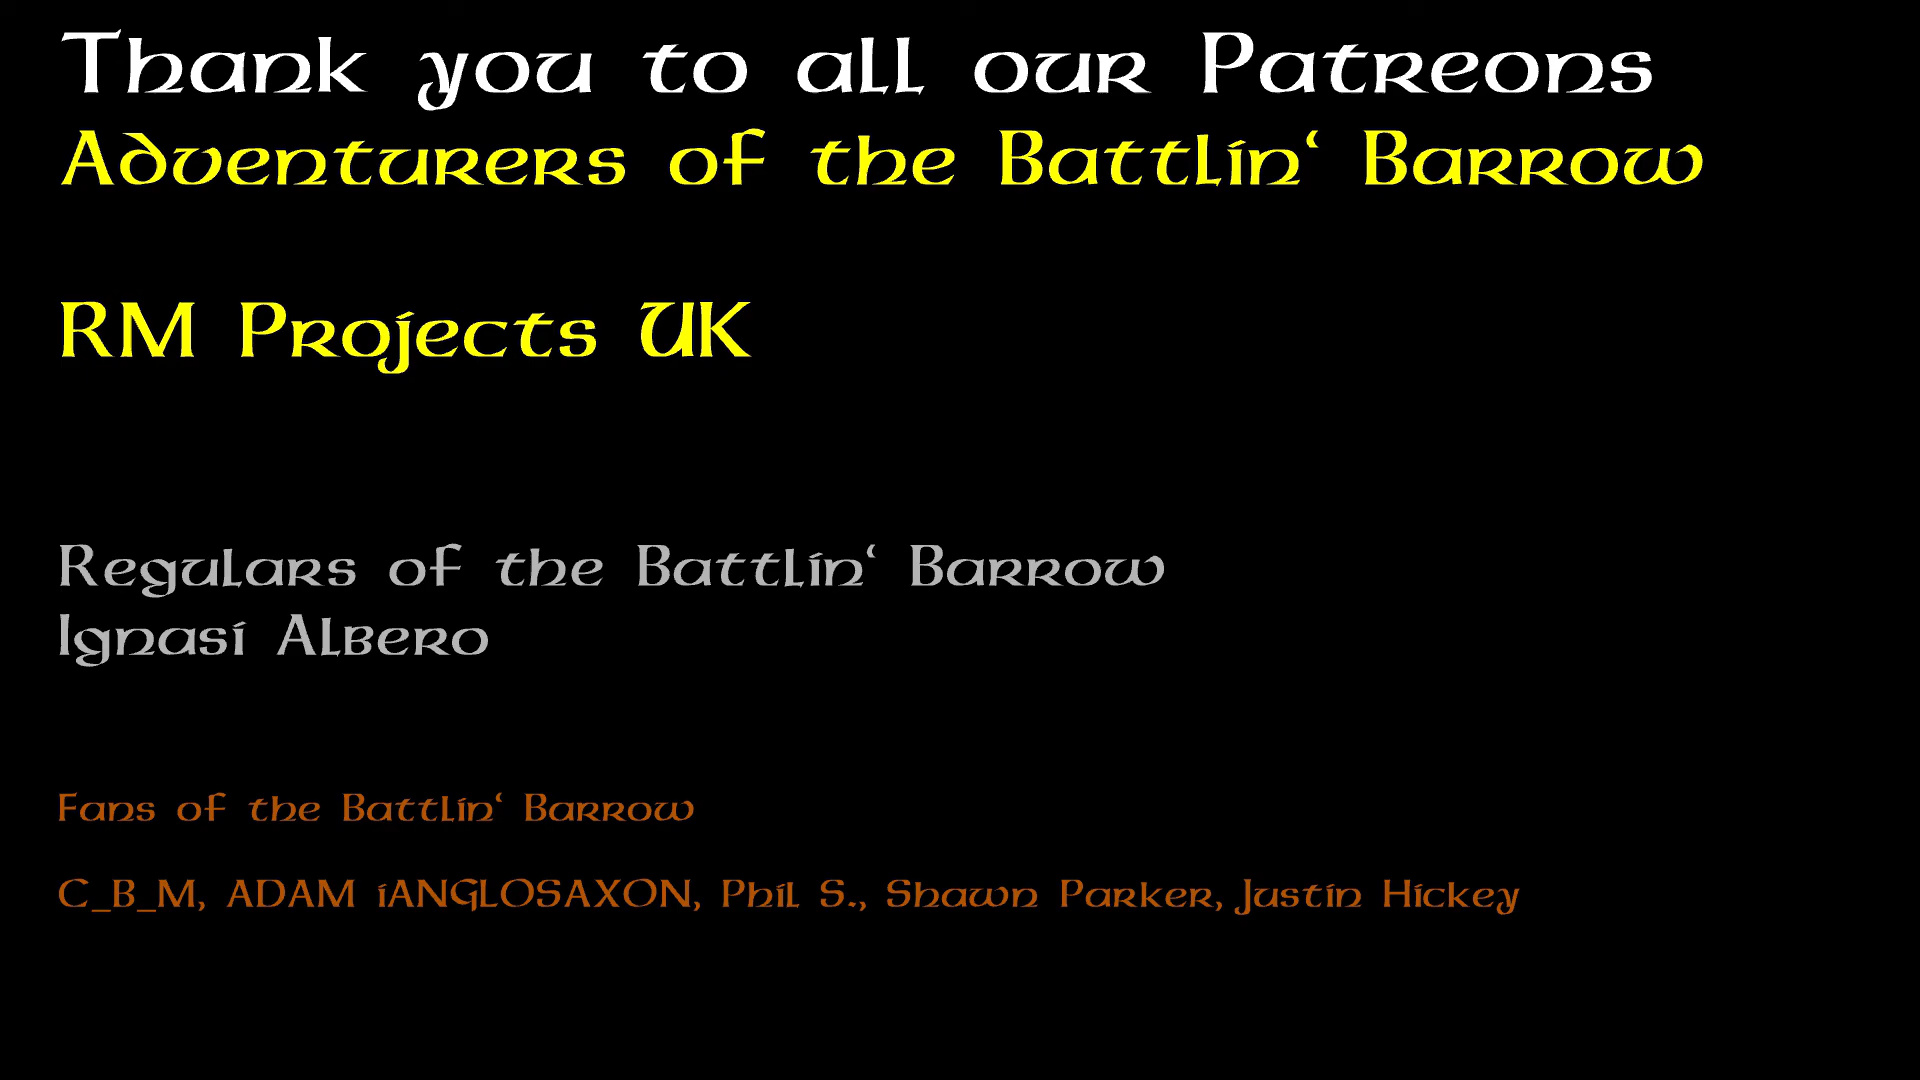 Thank you to all our Patreons
Adventurers of the Battlin‘ Barrow
RM Projects UK
Regulars of the Battlin‘ Barrow
Ignasi Albero
Fans of the Battlin‘ Barrow
C_B_M, ADAM iANGLOSAXON, Phil S., Shawn Parker, Justin Hickey